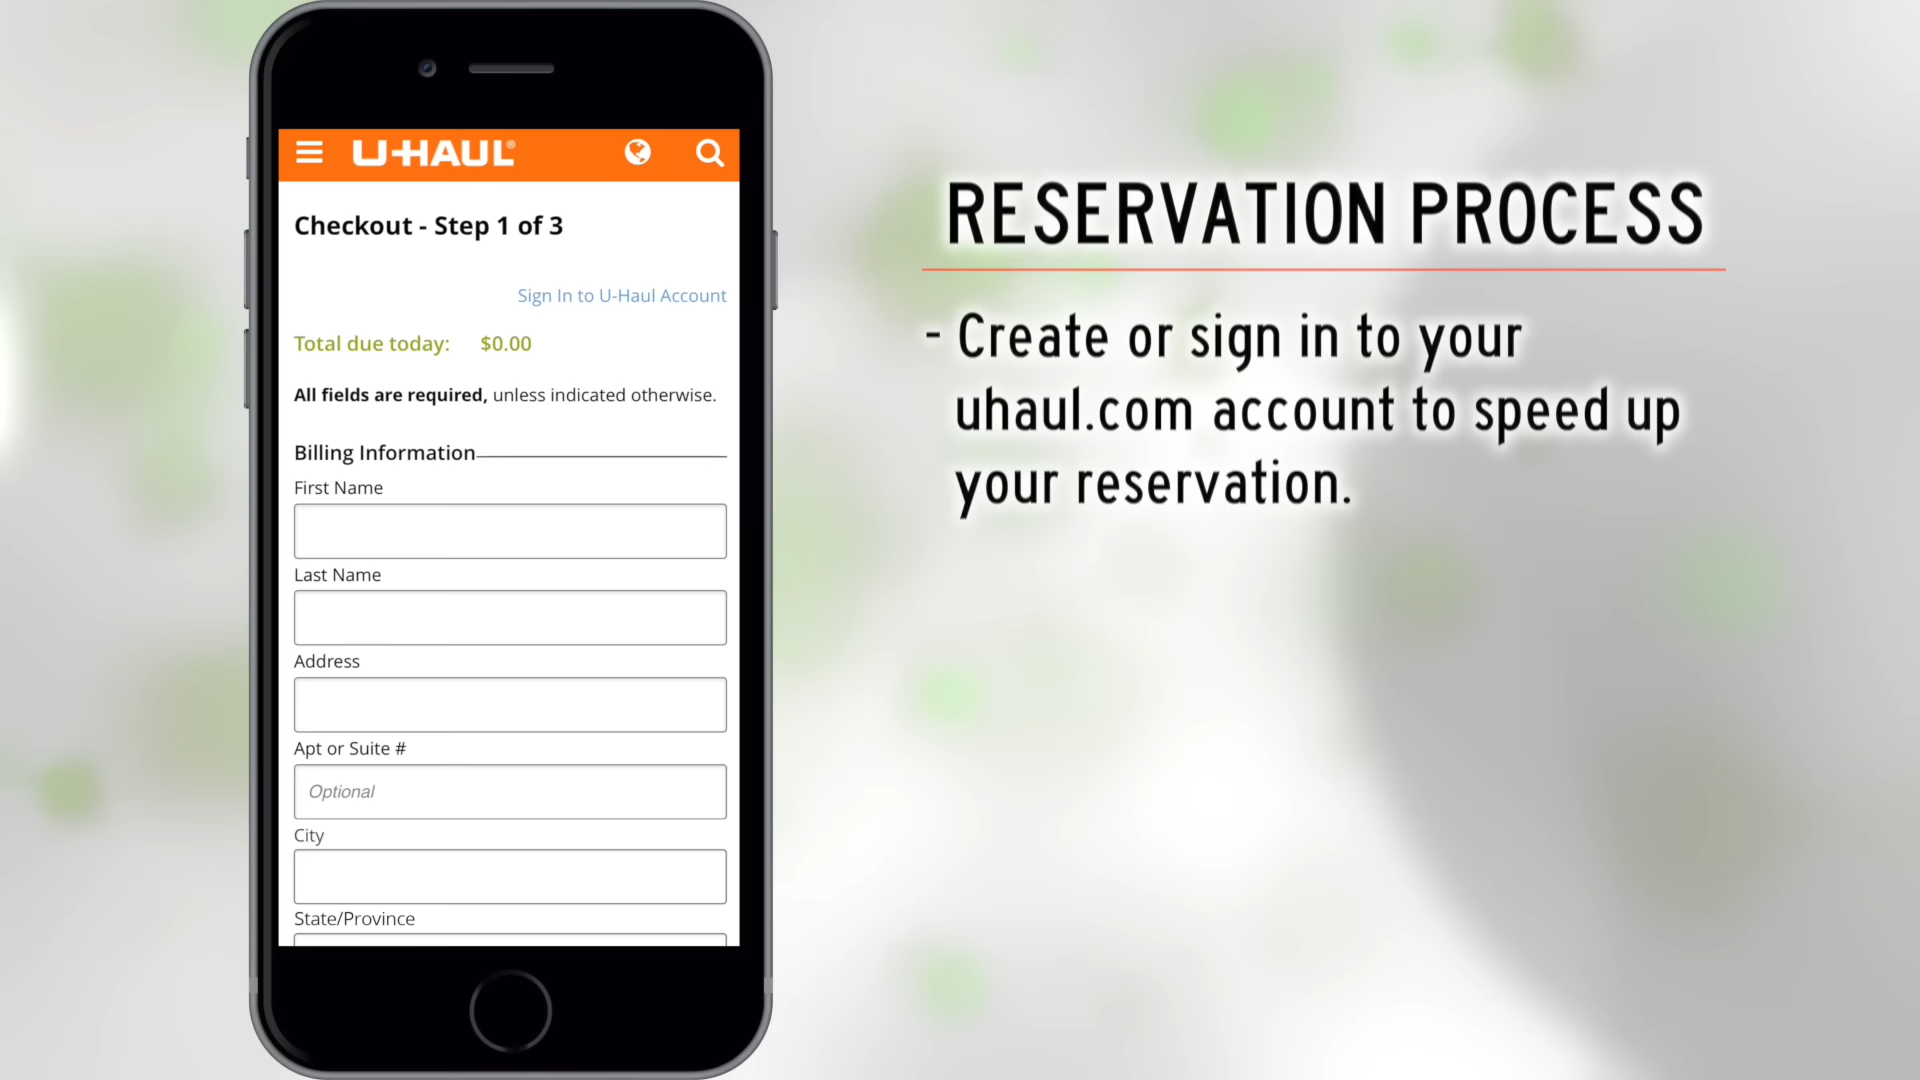 U-HAUL®
Checkout - Step 1 of 3
Sign In to U-Haul Account
Total due today: $0.00
All fields are required, unless indicated otherwise.
Billing Information
First Name
Last Name
Address
Apt or Suite #
Optional
City
State/Province
RESERVATION PROCESS
- Create or sign in to your
uhaul.com account to speed up
your reservation.